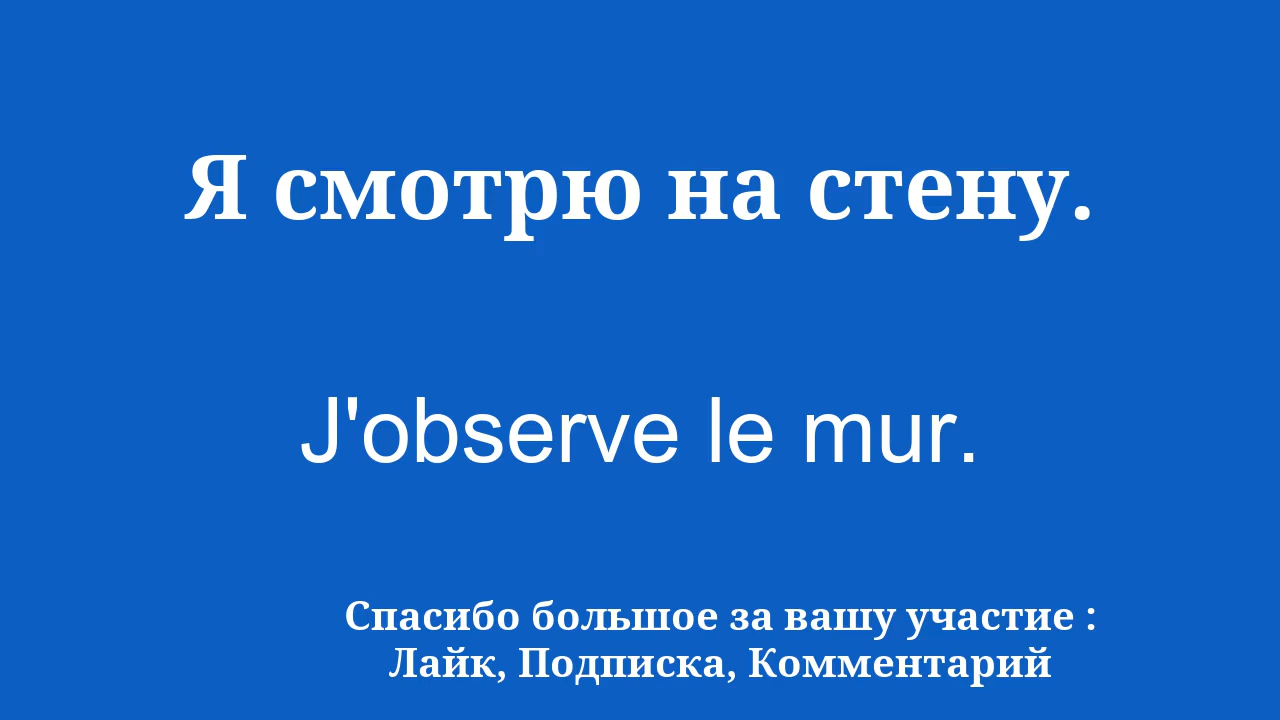 Я смотрю на стену.
J'observe le mur.
Спасибо большое за вашу участие :
Лайк, Подписка, Комментарий